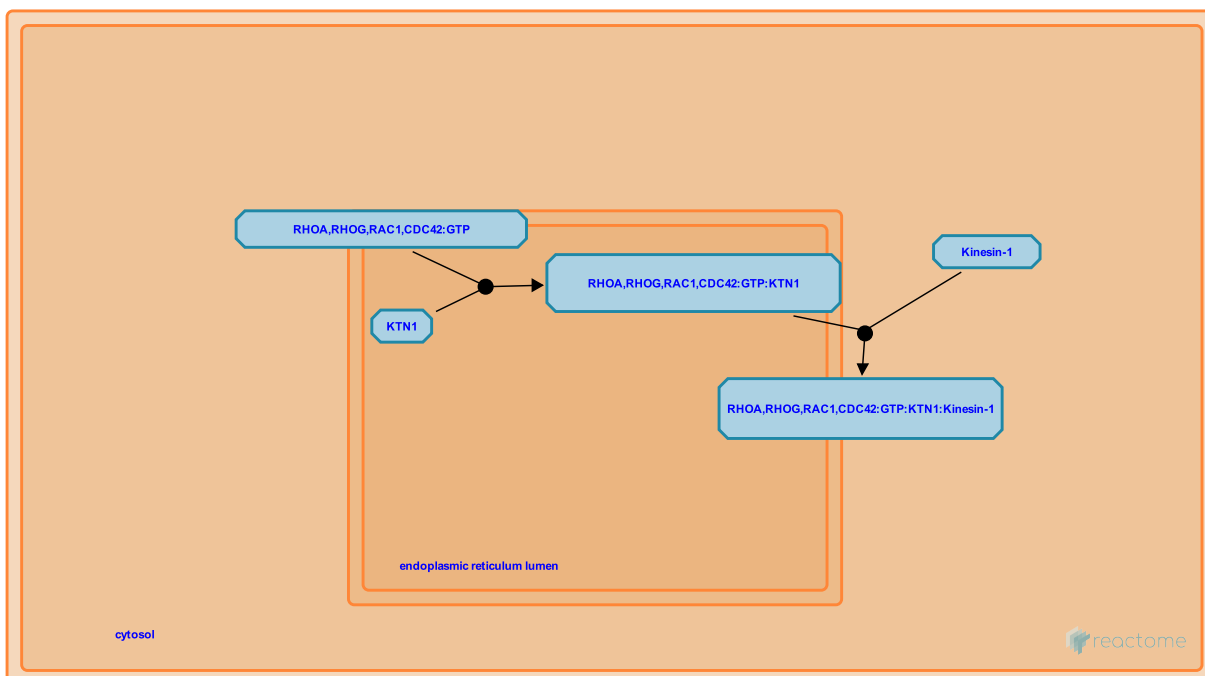 RHOA,RHOG,RAC1,CDC42:GTP
Kinesin-1
RHOA,RHOG,RAC1,CDC42:GTP:KTN1
KTN1
RHOA,RHOG,RAC1,CDC42:GTP:KTN1:Kinesin-1
endoplasmic reticulum lumen
cytosol
reactome